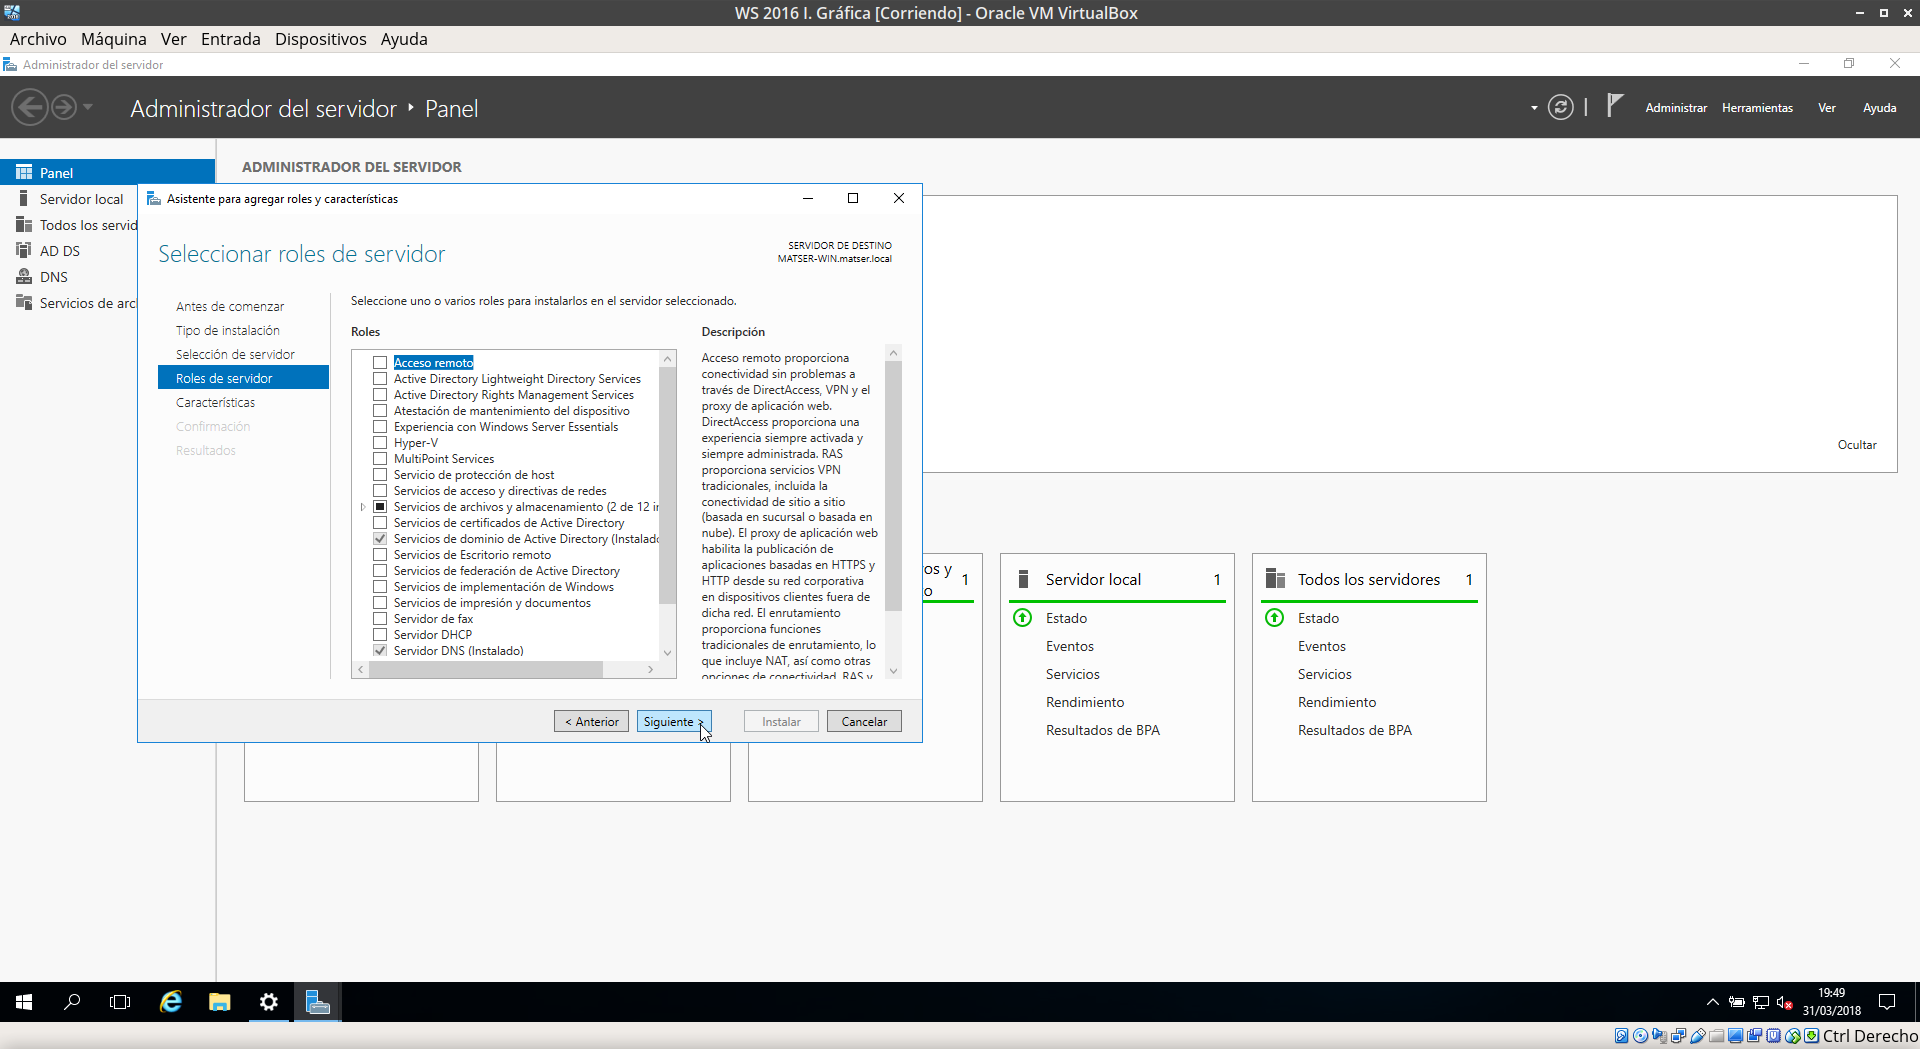 WS 2016 I. Gráfica [Corriendo] - Oracle VM VirtualBox
Archivo Máquina Ver Entrada Dispositivos Ayuda
Administrador del servidor
Administrador del servidor ‣ Panel
Administrar Herramientas Ver Ayuda
Panel
Servidor local
Todos los servid
AD DS
DNS
Servicios de arc
ADMINISTRADOR DEL SERVIDOR
Asistente para agregar roles y características
Seleccionar roles de servidor
SERVIDOR DE DESTINO
MATSER-WIN.matser.local
Antes de comenzar
Tipo de instalación
Selección de servidor
Roles de servidor
Características
Confirmación
Resultados
Seleccione uno o varios roles para instalarlos en el servidor seleccionado.
Roles
Acceso remoto
Active Directory Lightweight Directory Services
Active Directory Rights Management Services
Atestación de mantenimiento del dispositivo
Experiencia con Windows Server Essentials
Hyper-V
MultiPoint Services
Servicio de protección de host
Servicios de acceso y directivas de redes
Servicios de archivos y almacenamiento (2 de 12 in
Servicios de certificados de Active Directory
Servicios de dominio de Active Directory (Instalado
Servicios de Escritorio remoto
Servicios de federación de Active Directory
Servicios de implementación de Windows
Servicios de impresión y documentos
Servidor de fax
Servidor DHCP
Servidor DNS (Instalado)
Descripción
Acceso remoto proporciona
conectividad sin problemas a
través de DirectAccess, VPN y el
proxy de aplicación web.
DirectAccess proporciona una
experiencia siempre activada y
siempre administrada. RAS
proporciona servicios VPN
tradicionales, incluida la
conectividad de sitio a sitio
(basada en sucursal o basada en
nube). El proxy de aplicación web
habilita la publicación de
aplicaciones basadas en HTTPS y
HTTP desde su red corporativa
en dispositivos clientes fuera de
dicha red. El enrutamiento
proporciona funciones
tradicionales de enrutamiento, lo
que incluye NAT, así como otras
opciones de conectividad. RAS y
< Anterior Siguiente > Instalar Cancelar
Ocultar
os y 1
o
Servidor local 1
Estado
Eventos
Servicios
Rendimiento
Resultados de BPA
Todos los servidores 1
Estado
Eventos
Servicios
Rendimiento
Resultados de BPA
19:49
31/03/2018
Ctrl Derecho